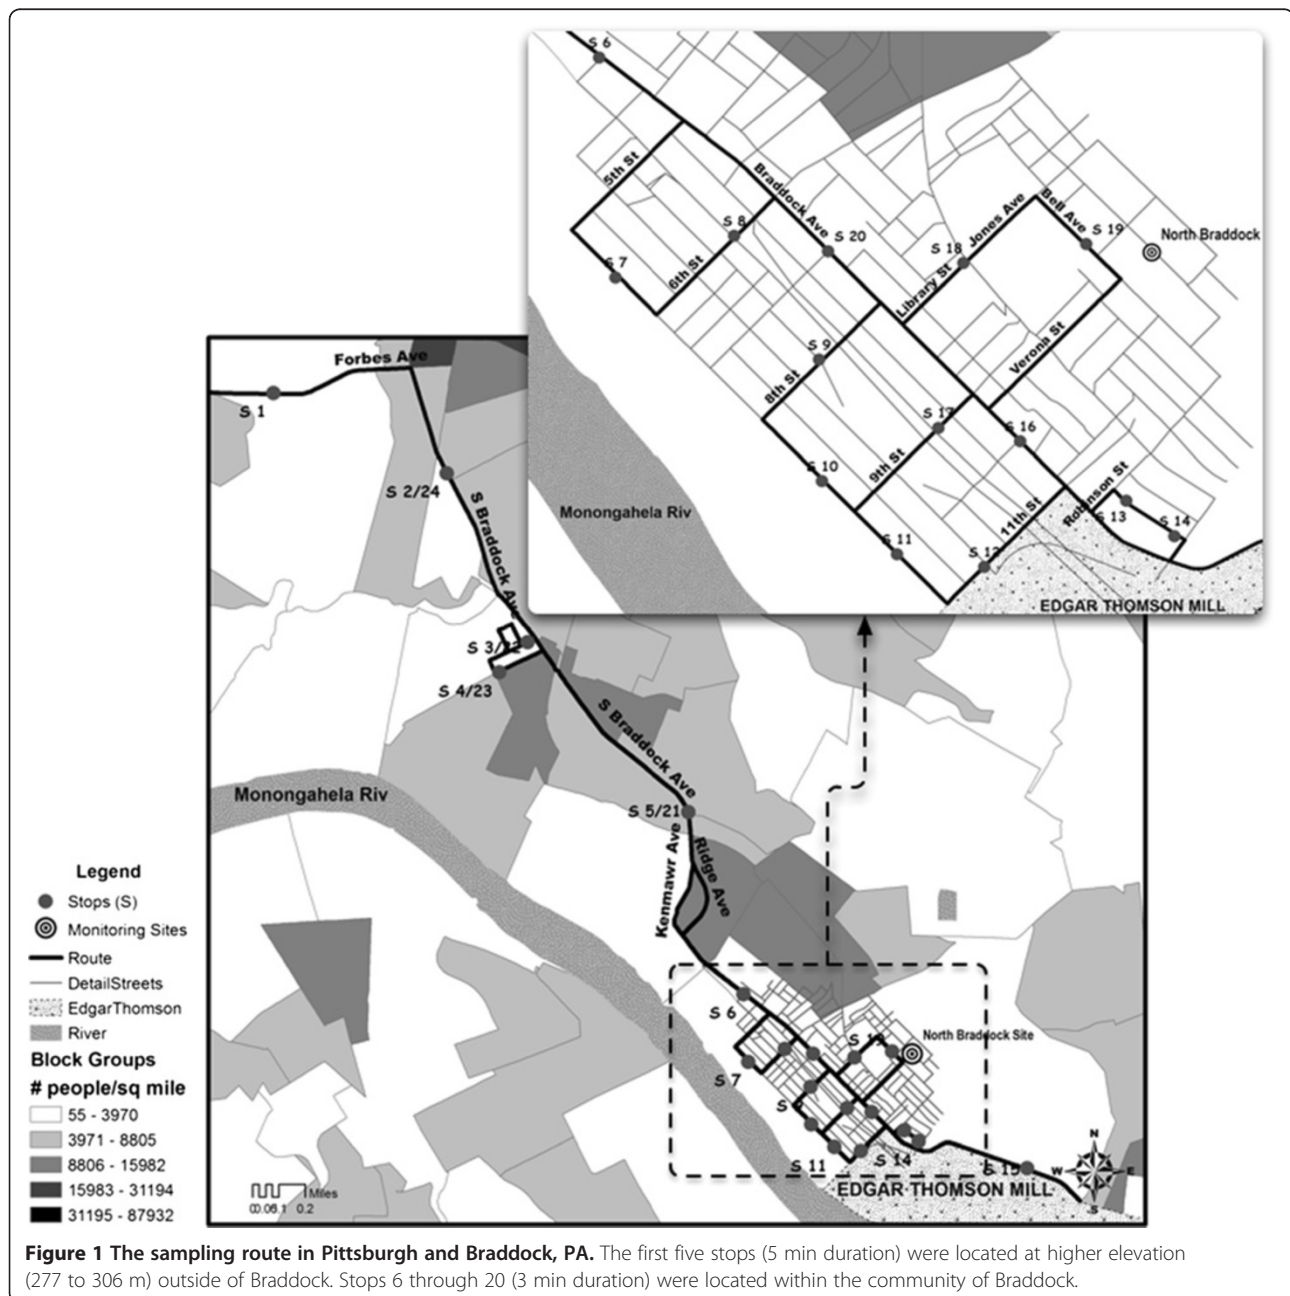 S 6
5th St
Braddock Ave
S 8
S 7
6th St
S 20
S 18
Jones Ave
Bell Ave
S 19
North Braddock
Library St
S 9
8th St
Verona St
S 17
S 16
9th St
S 10
11th St
Robinson St
S 13
S 14
S 11
S 12
Monongahela Riv
EDGAR THOMSON MILL
Forbes Ave
S 1
S 2/24
S Braddock Ave
S 3/22
S 4/23
S Braddock Ave
S 5/21
Kenmawr Ave
Ridge Ave
Monongahela Riv
S 6
North Braddock Site
S 7
S 11
S 14
S 15
EDGAR THOMSON MILL
N
W
E
S
Legend
Stops (S)
Monitoring Sites
Route
DetailStreets
EdgarThomson
River
Block Groups
# people/sq mile
55 - 3970
3971 - 8805
8806 - 15982
15983 - 31194
31195 - 87932
Miles
0.2
Figure 1 The sampling route in Pittsburgh and Braddock, PA. The first five stops (5 min duration) were located at higher elevation
(277 to 306 m) outside of Braddock. Stops 6 through 20 (3 min duration) were located within the community of Braddock.